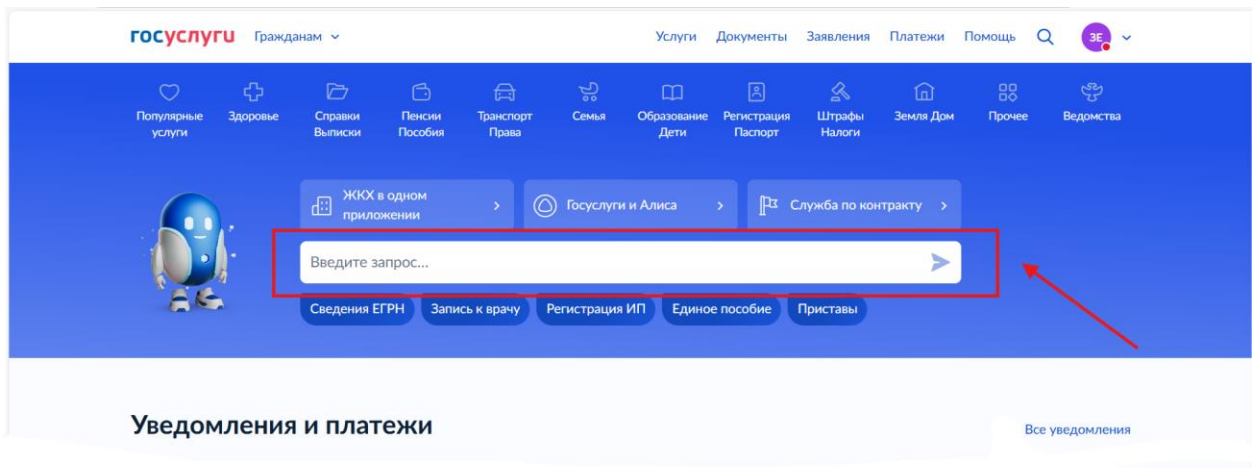 госуслуги Гражданам Услуги Документы Заявления Платежи Помощь ЗЕ
Популярные услуги
Здоровье
Справки Выписки
Пенсии Пособия
Транспорт Права
Семья
Образование Дети
Регистрация Паспорт
Штрафы Налоги
Земля Дом
Прочее
Ведомства
ЖКХ в одном
приложении
Госуслуги и Алиса
Служба по контракту
Введите запрос...
Сведения ЕГРН Запись к врачу Регистрация ИП Единое пособие Приставы
Уведомления и платежи
Все уведомления